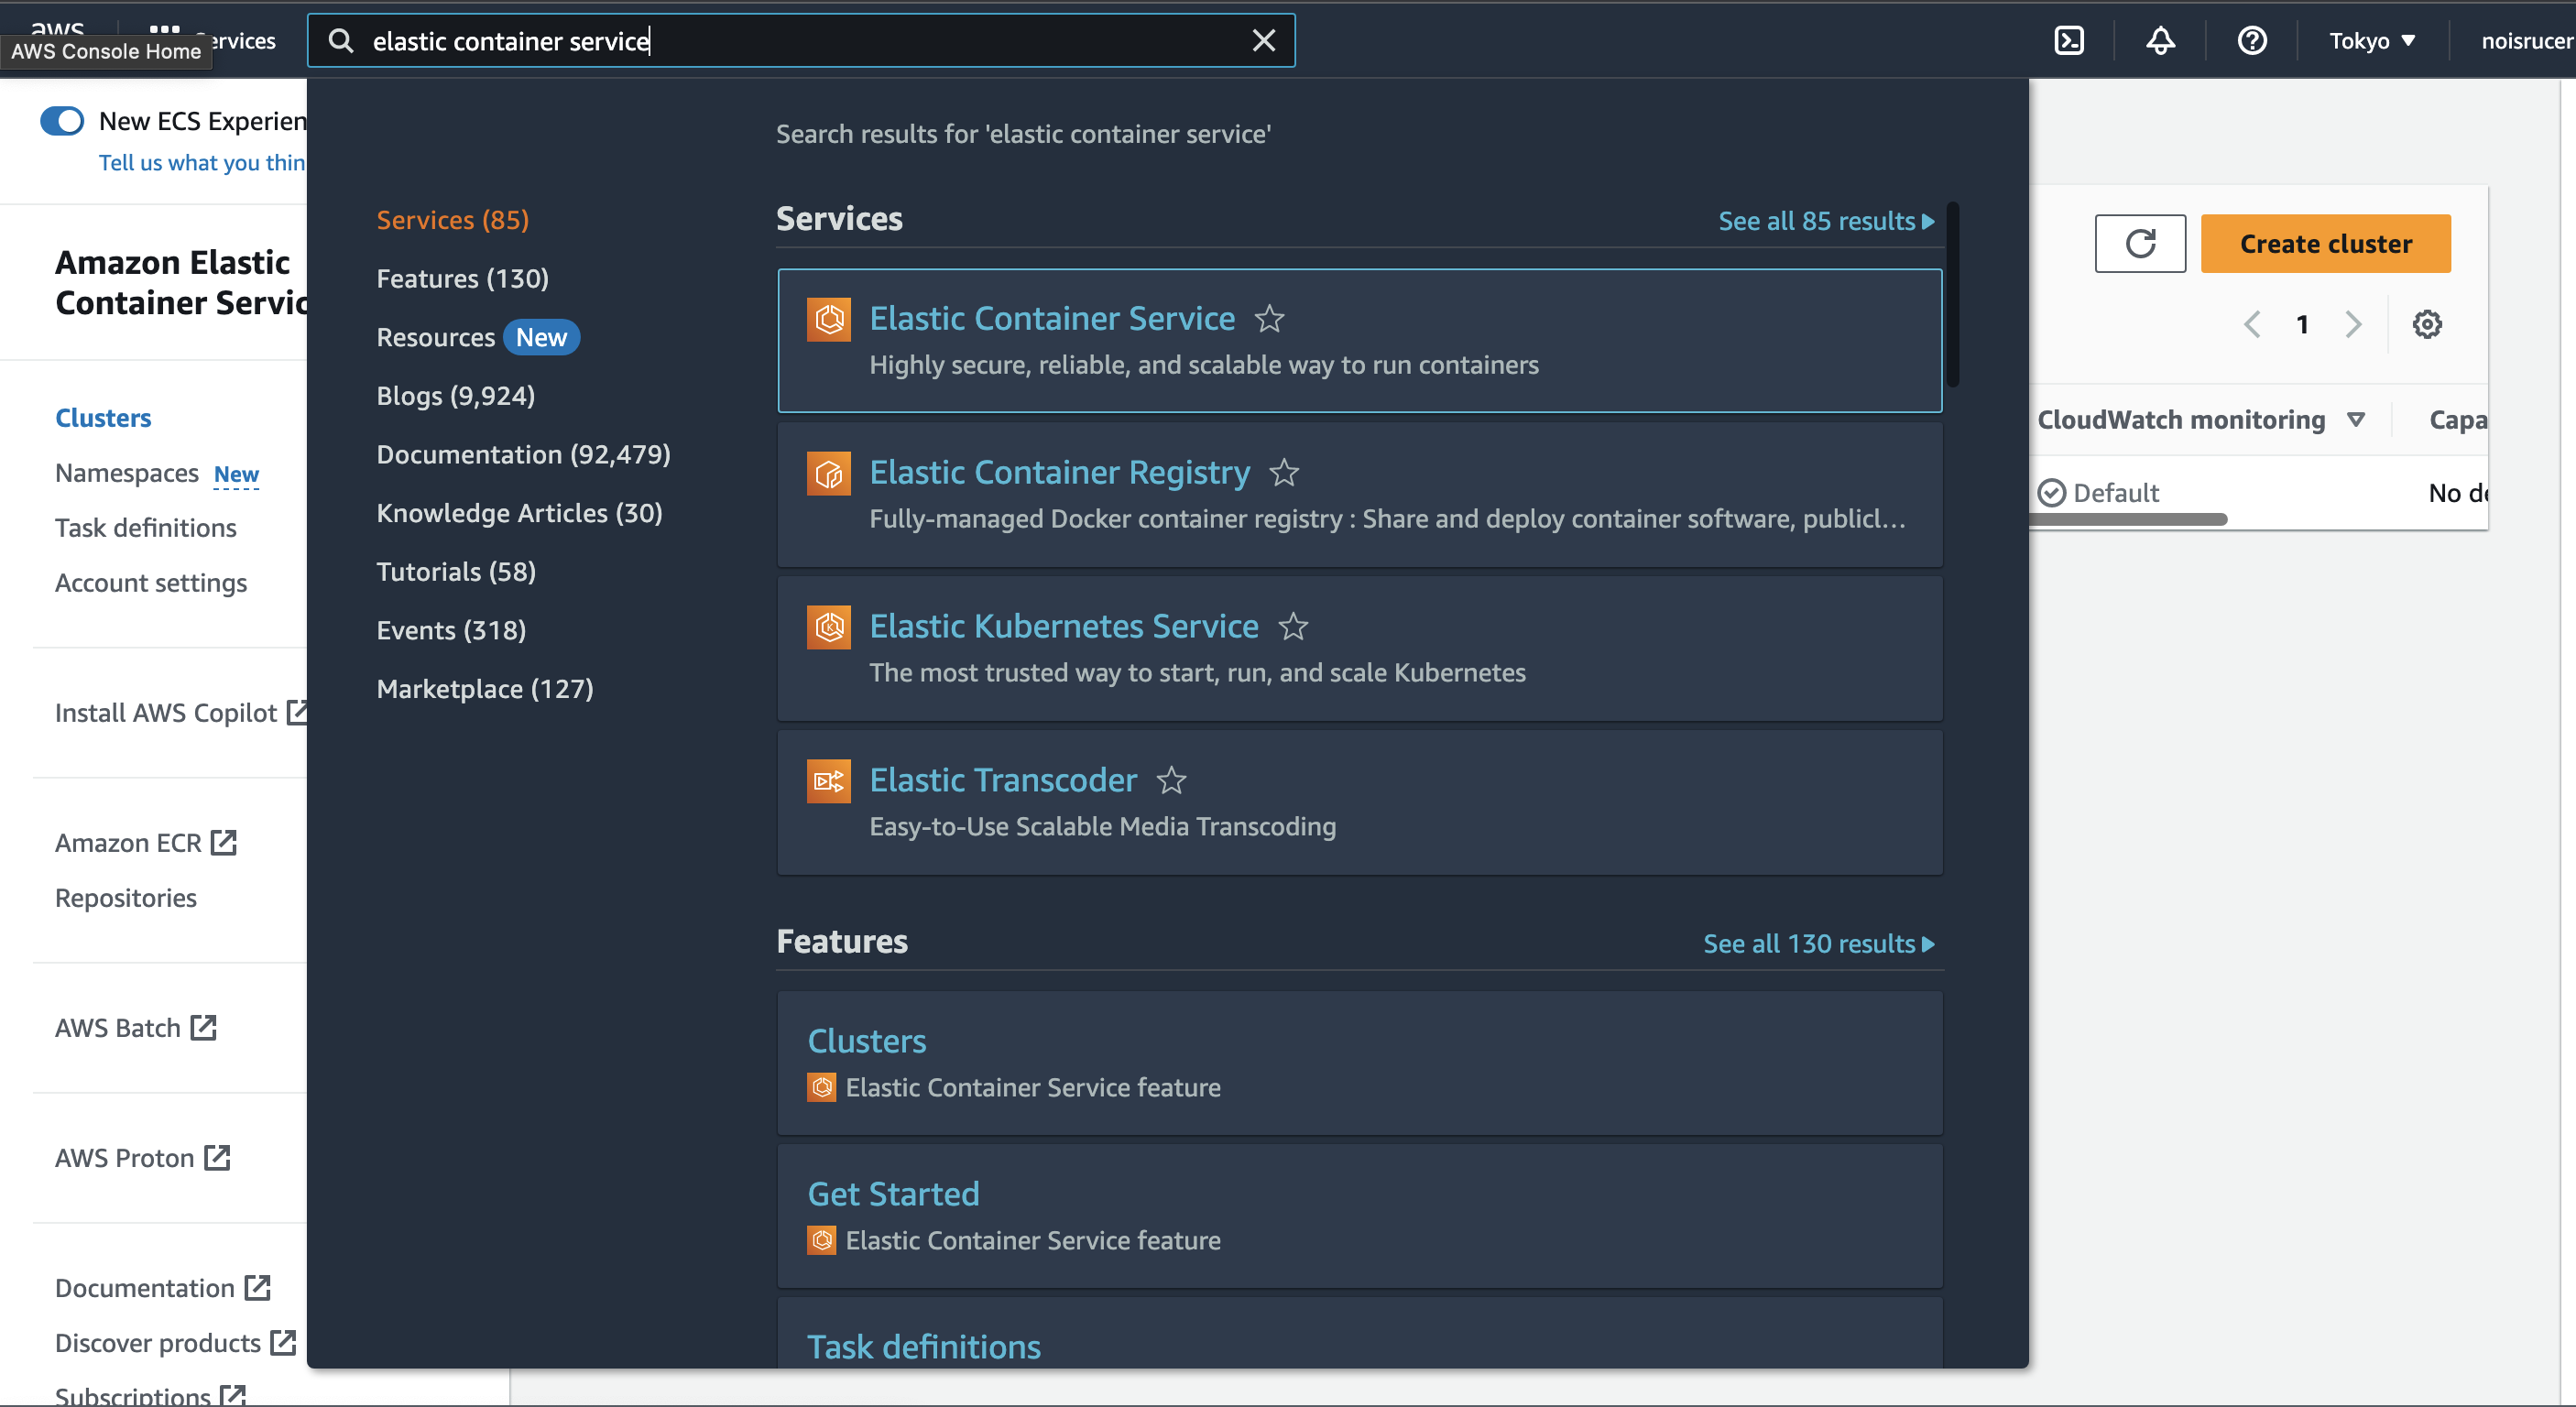 aws
Services
AWS Console Home
elastic container service
Tokyo
noisrucer
New ECS Experien
Tell us what you thin
Amazon Elastic
Container Servic
Clusters
Namespaces New
Task definitions
Account settings
Install AWS Copilot
Amazon ECR
Repositories
AWS Batch
AWS Proton
Documentation
Discover products
Subscriptions
Search results for 'elastic container service'
Services (85)
Features (130)
Resources New
Blogs (9,924)
Documentation (92,479)
Knowledge Articles (30)
Tutorials (58)
Events (318)
Marketplace (127)
Services
See all 85 results
Elastic Container Service
Highly secure, reliable, and scalable way to run containers
Elastic Container Registry
Fully-managed Docker container registry : Share and deploy container software, publicl...
Elastic Kubernetes Service
The most trusted way to start, run, and scale Kubernetes
Elastic Transcoder
Easy-to-Use Scalable Media Transcoding
Features
See all 130 results
Clusters
Elastic Container Service feature
Get Started
Elastic Container Service feature
Task definitions
Create cluster
1
CloudWatch monitoring
Capa
Default
No de